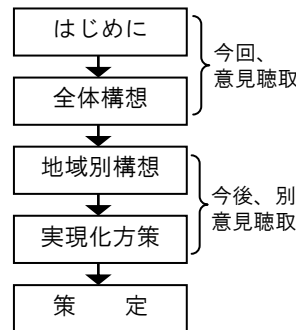 はじめに
今回、
意見聴取
全体構想
地域別構想
今後、別
意見聴取
実現化方策
策　定